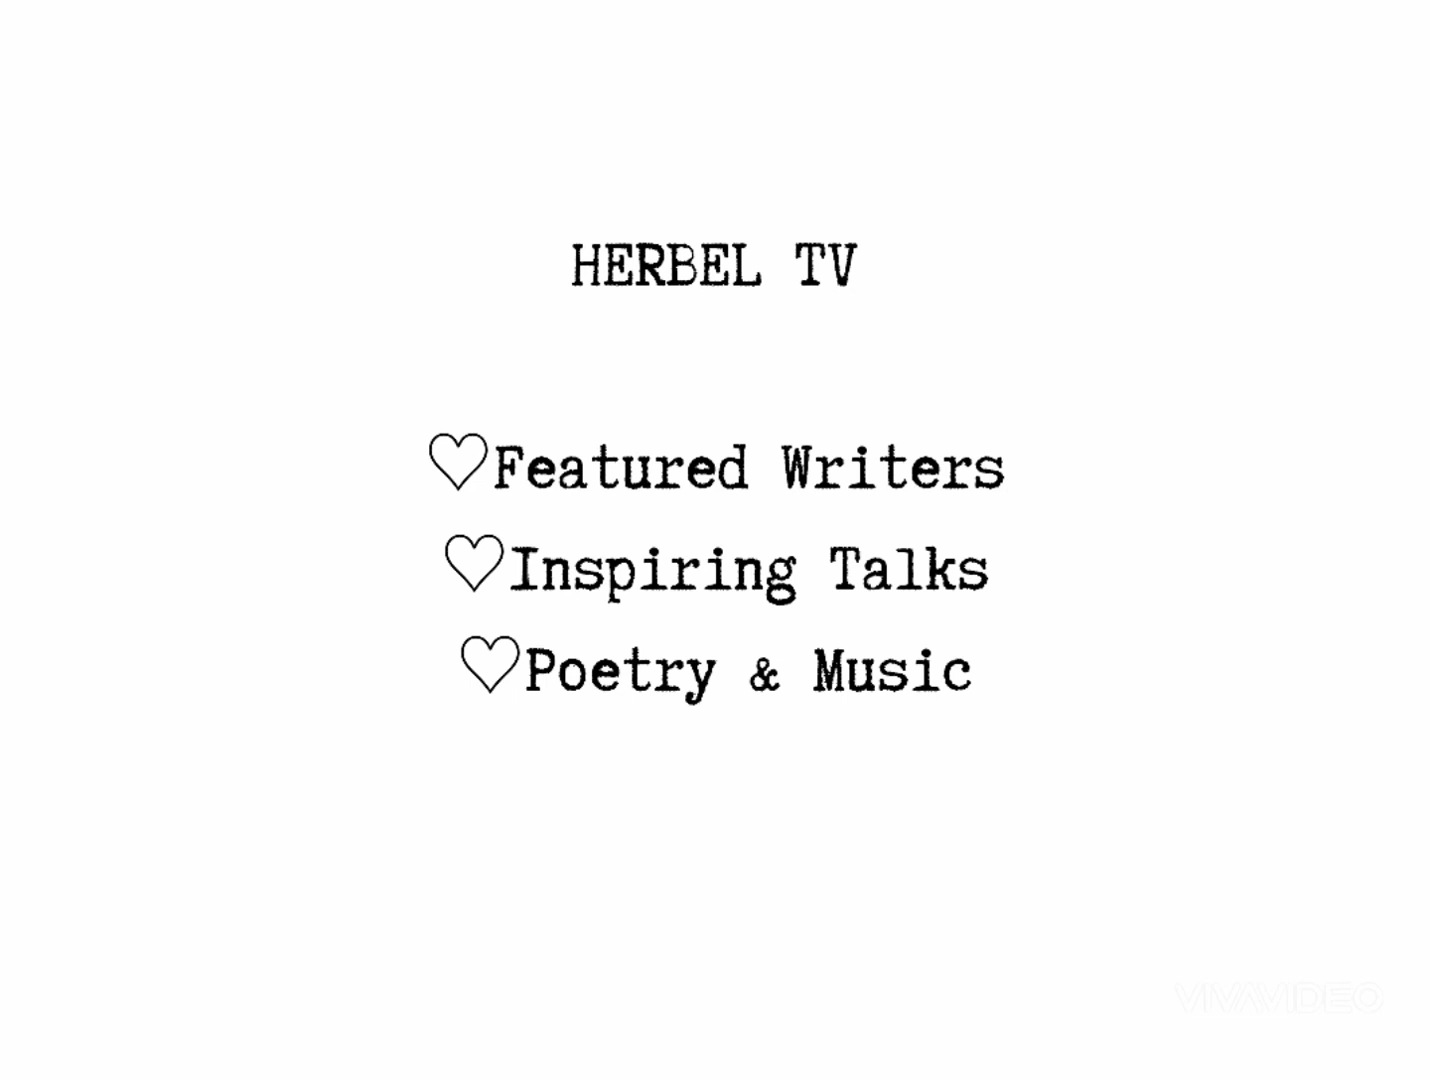 HERBEL TV
♡Featured Writers
♡Inspiring Talks
♡Poetry & Music
VIVAVIDEO